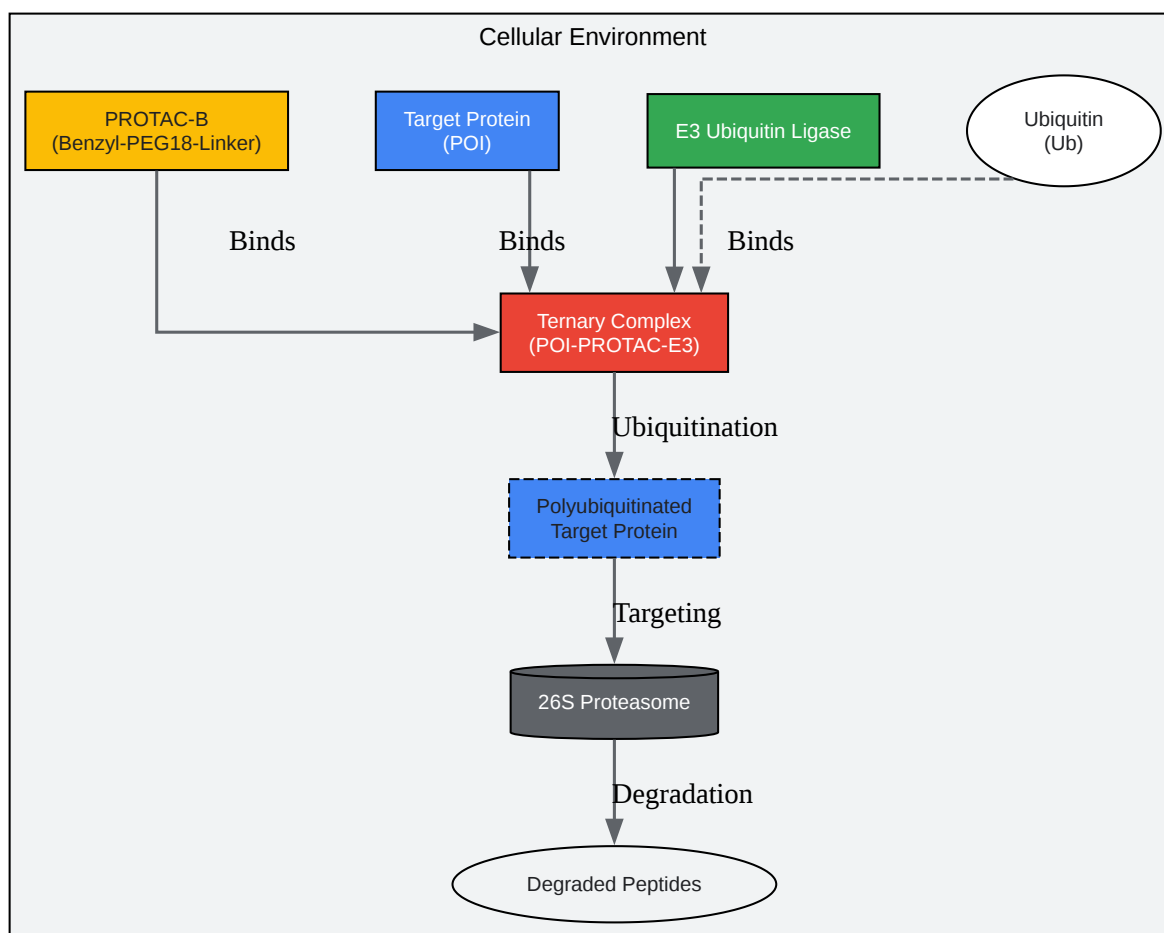 Cellular Environment
PROTAC-B
(Benzyl-PEG18-Linker)
Target Protein
(POI)
E3 Ubiquitin Ligase
Ubiquitin
(Ub)
Binds
Binds
Binds
Ternary Complex
(POI-PROTAC-E3)
Ubiquitination
Polyubiquitinated
Target Protein
Targeting
26S Proteasome
Degradation
Degraded Peptides